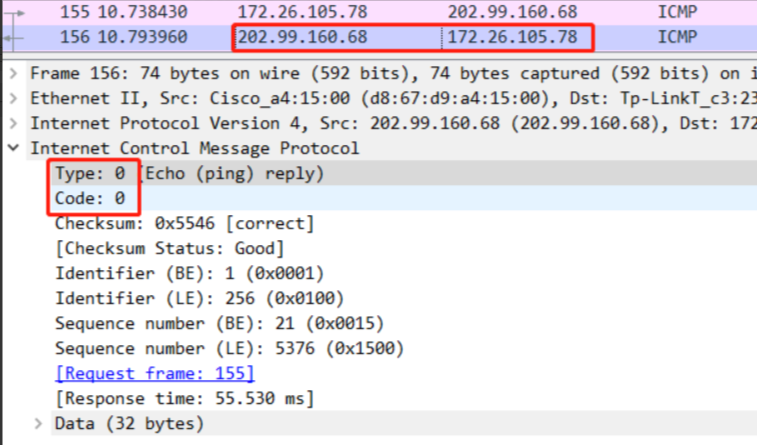 155 10.738430 172.26.105.78 202.99.160.68 ICMP
156 10.793960 202.99.160.68 172.26.105.78 ICMP
Frame 156: 74 bytes on wire (592 bits), 74 bytes captured (592 bits) on i
Ethernet II, Src: Cisco_a4:15:00 (d8:67:d9:a4:15:00), Dst: Tp-LinkT_c3:23
Internet Protocol Version 4, Src: 202.99.160.68 (202.99.160.68), Dst: 172
Internet Control Message Protocol
Type: 0 (Echo (ping) reply)
Code: 0
Checksum: 0x5546 [correct]
[Checksum Status: Good]
Identifier (BE): 1 (0x0001)
Identifier (LE): 256 (0x0100)
Sequence number (BE): 21 (0x0015)
Sequence number (LE): 5376 (0x1500)
[Request frame: 155]
[Response time: 55.530 ms]
Data (32 bytes)